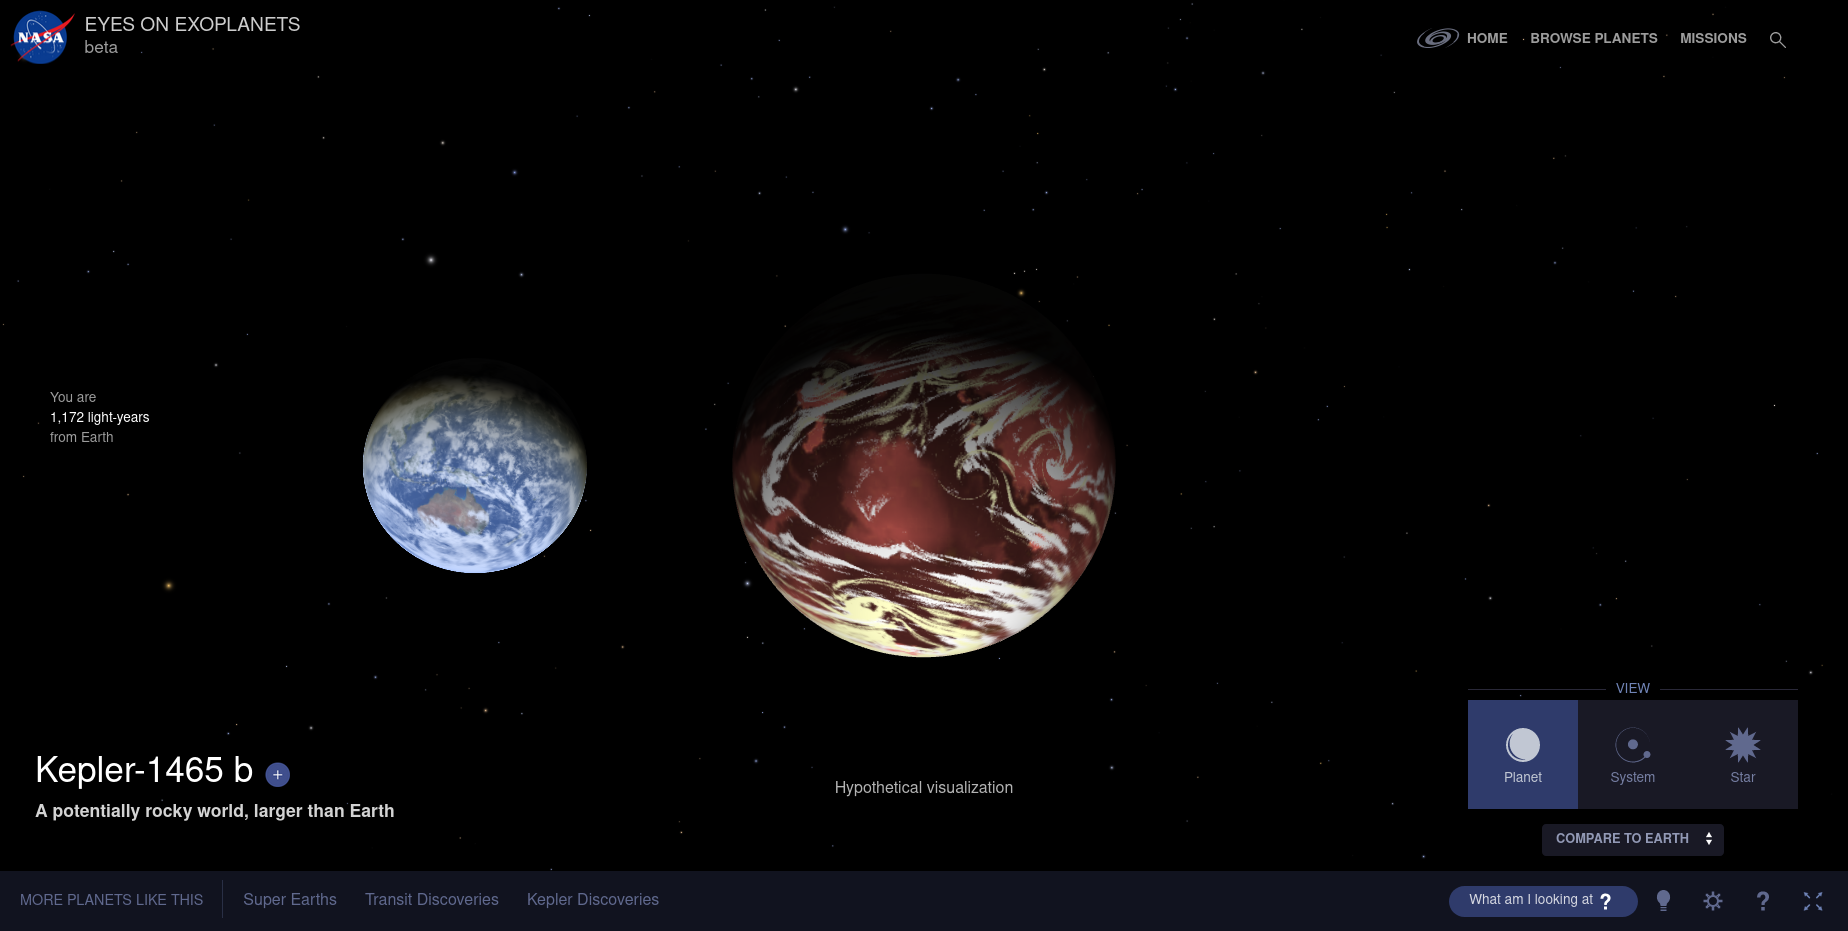 NASA
EYES ON EXOPLANETS
beta
HOME
BROWSE PLANETS
MISSIONS
You are
1,172 light-years
from Earth
Kepler-1465 b +
A potentially rocky world, larger than Earth
Hypothetical visualization
VIEW
Planet
System
Star
COMPARE TO EARTH
MORE PLANETS LIKE THIS
Super Earths
Transit Discoveries
Kepler Discoveries
What am I looking at ?
?